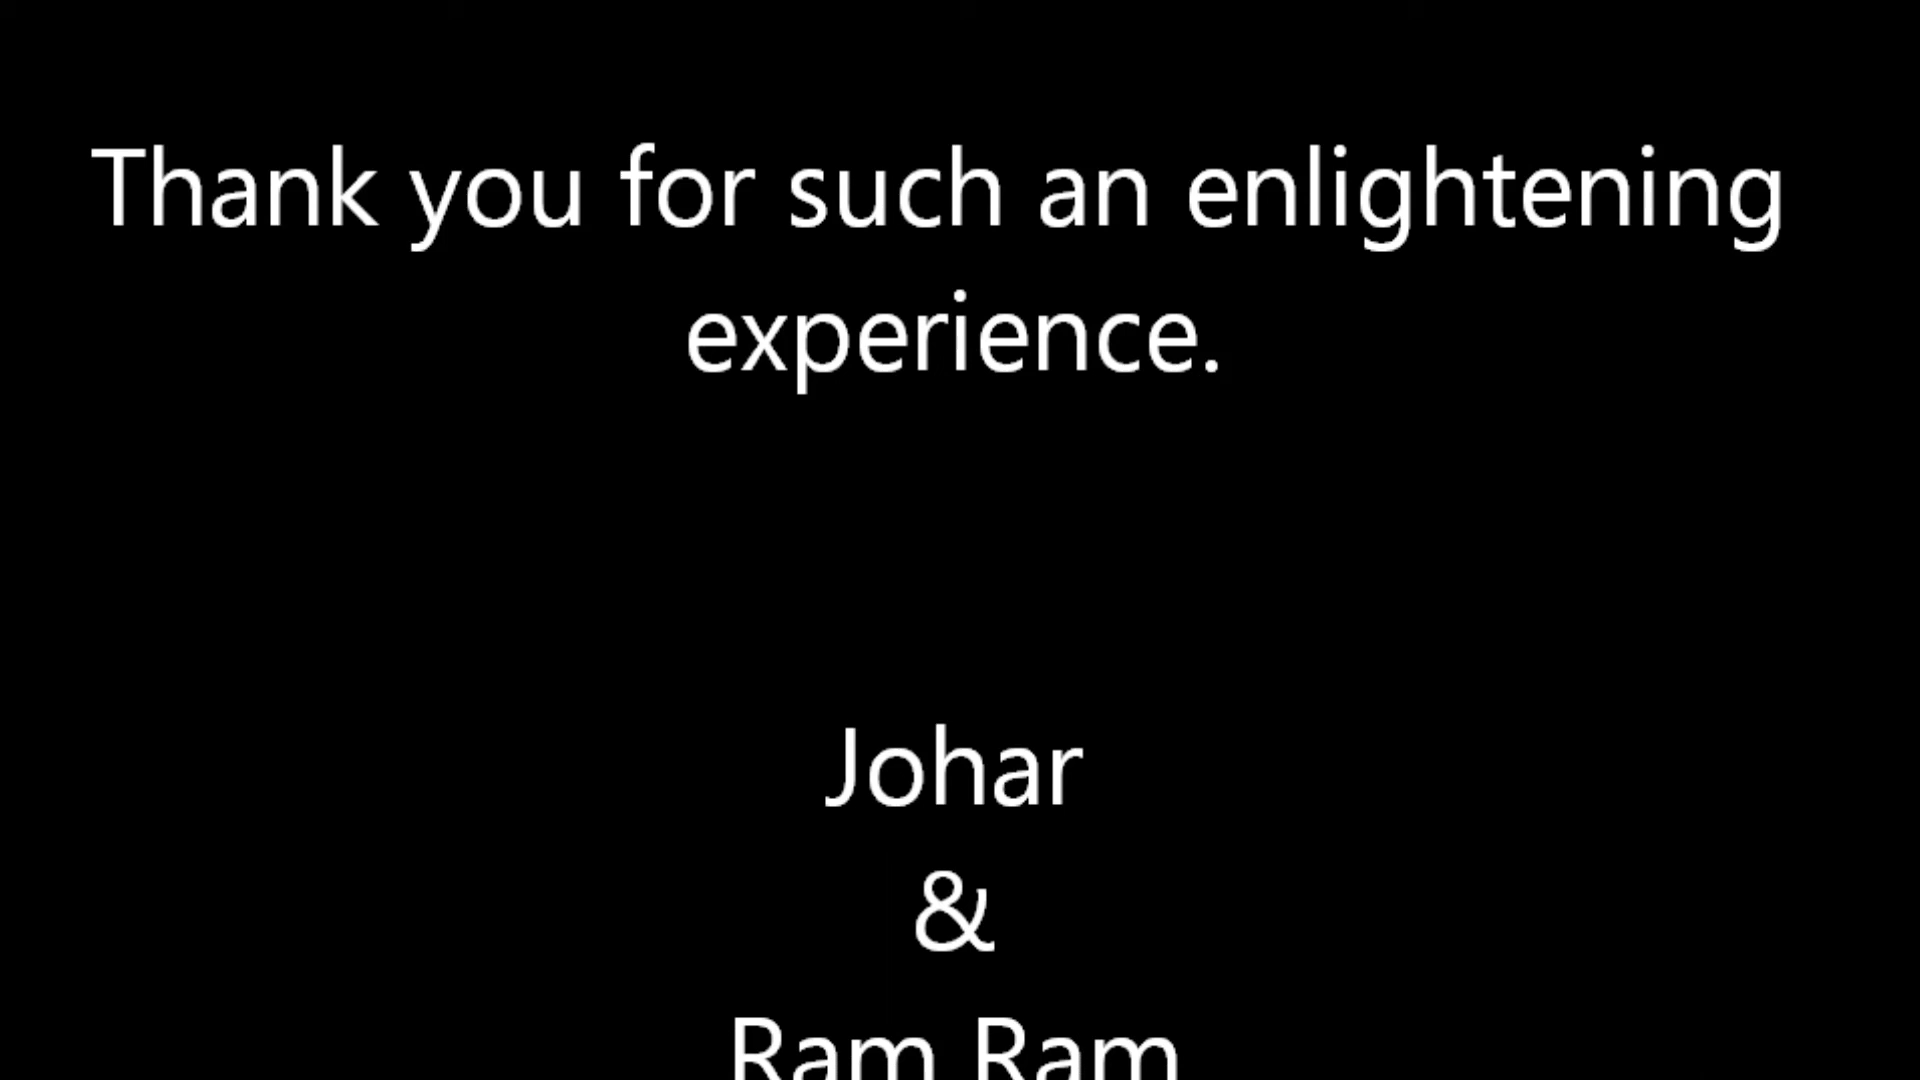 Thank you for such an enlightening
experience.
Johar
&
Ram Ram